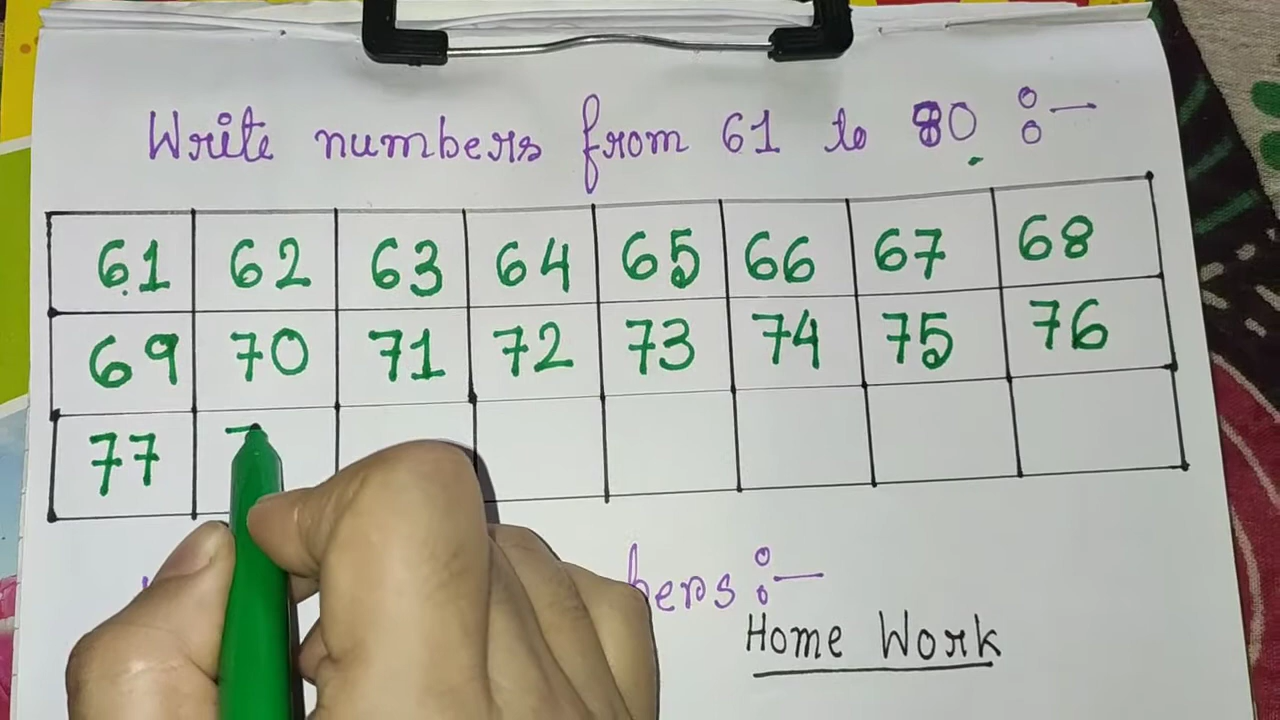 Write numbers from 61 to 80 :-
61 62 63 64 65 66 67 68
69 70 71 72 73 74 75 76
77
:-
Home Work